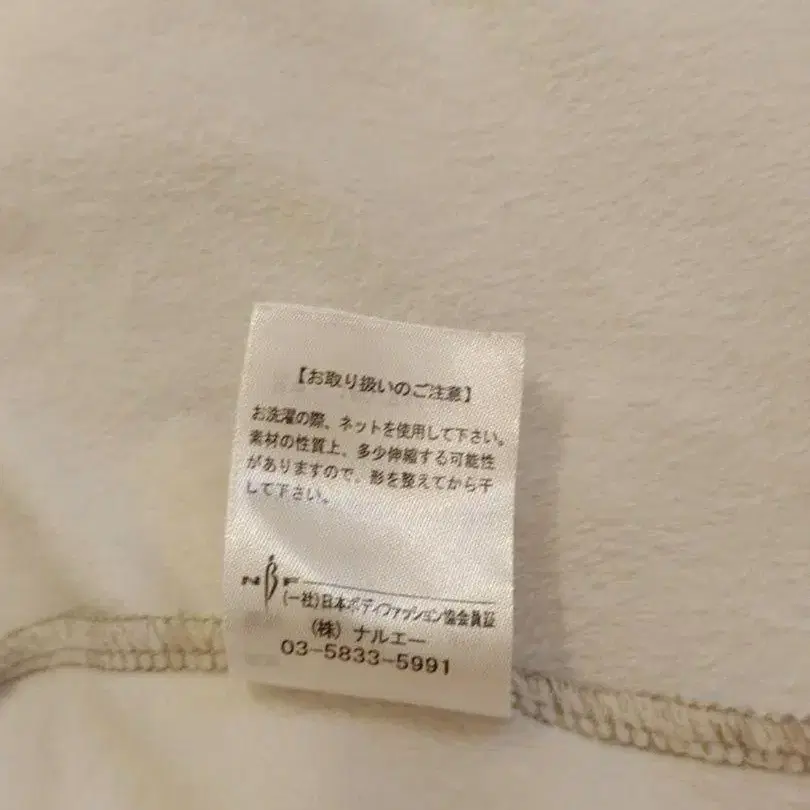 【お取り扱いのご注意】
お洗濯の際、ネットを使用して下さい。
素材の性質上、多少伸縮する可能性
がありますので、形を整えてから干
して下さい。
NBF
(一社)日本ボディファッション協会員証
(株) ナルエー
03-5833-5991